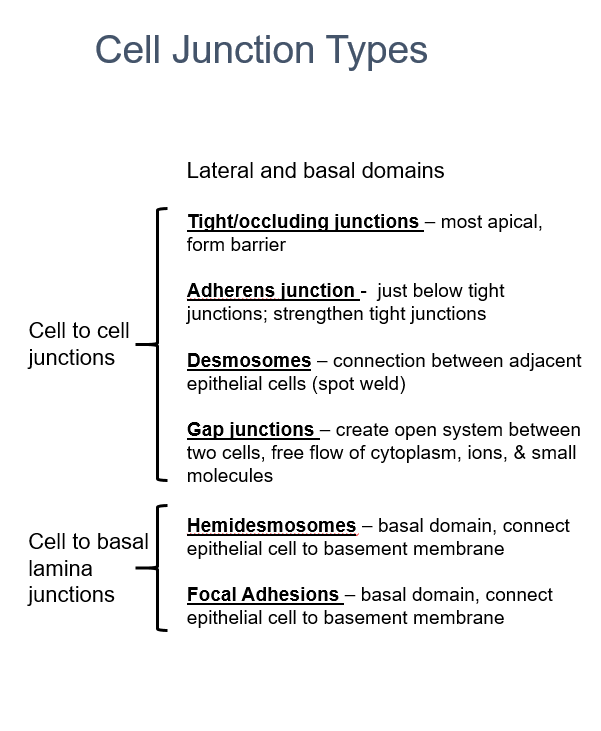 Cell Junction Types
Lateral and basal domains
Cell to cell
junctions
Tight/occluding junctions – most apical,
form barrier
Adherens junction - just below tight
junctions; strengthen tight junctions
Desmosomes – connection between adjacent
epithelial cells (spot weld)
Gap junctions – create open system between
two cells, free flow of cytoplasm, ions, & small
molecules
Cell to basal
lamina
junctions
Hemidesmosomes – basal domain, connect
epithelial cell to basement membrane
Focal Adhesions – basal domain, connect
epithelial cell to basement membrane